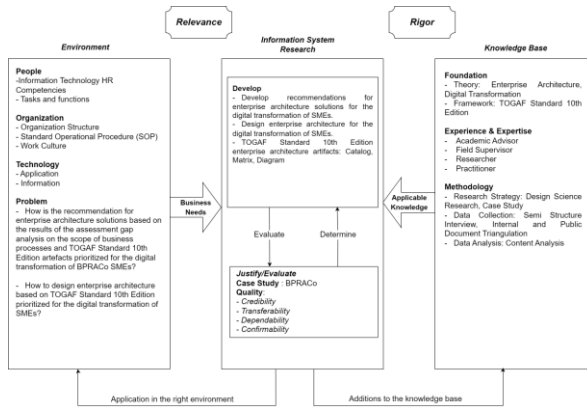 Relevance
Rigor
Environment
People
-Information Technology HR
Competencies
- Tasks and functions
Organization
- Organization Structure
- Standard Operational Procedure (SOP)
- Work Culture
Technology
- Application
- Information
Problem
- How is the recommendation for
enterprise architecture solutions based on
the results of the assessment gap
analysis on the scope of business
processes and TOGAF Standard 10th
Edition artefacts prioritized for the digital
transformation of BPRACo SMEs?
- How to design enterprise architecture
based on TOGAF Standard 10th Edition
prioritized for the digital transformation of
SMEs?
Business
Needs
Information System
Research
Develop
- Develop recommendations for
enterprise architecture solutions for the
digital transformation of SMEs.
- Design enterprise architecture for the
digital transformation of SMEs.
- TOGAF Standard 10th Edition
enterprise architecture artifacts: Catalog,
Matrix, Diagram
Evaluate
Determine
Justify/Evaluate
Case Study : BPRACo
Quality:
- Credibility
- Transferability
- Dependability
- Confirmability
Applicable
Knowledge
Knowledge Base
Foundation
- Theory: Enterprise Architecture,
Digital Transformation
- Framework: TOGAF Standard 10th
Edition
Experience & Expertise
- Academic Advisor
- Field Supervisor
- Researcher
- Practitioner
Methodology
- Research Strategy: Design Science
Research, Case Study
- Data Collection: Semi Structure
Interview, Internal and Public
Document Triangulation
- Data Analysis: Content Analysis
Application in the right environment
Additions to the knowledge base